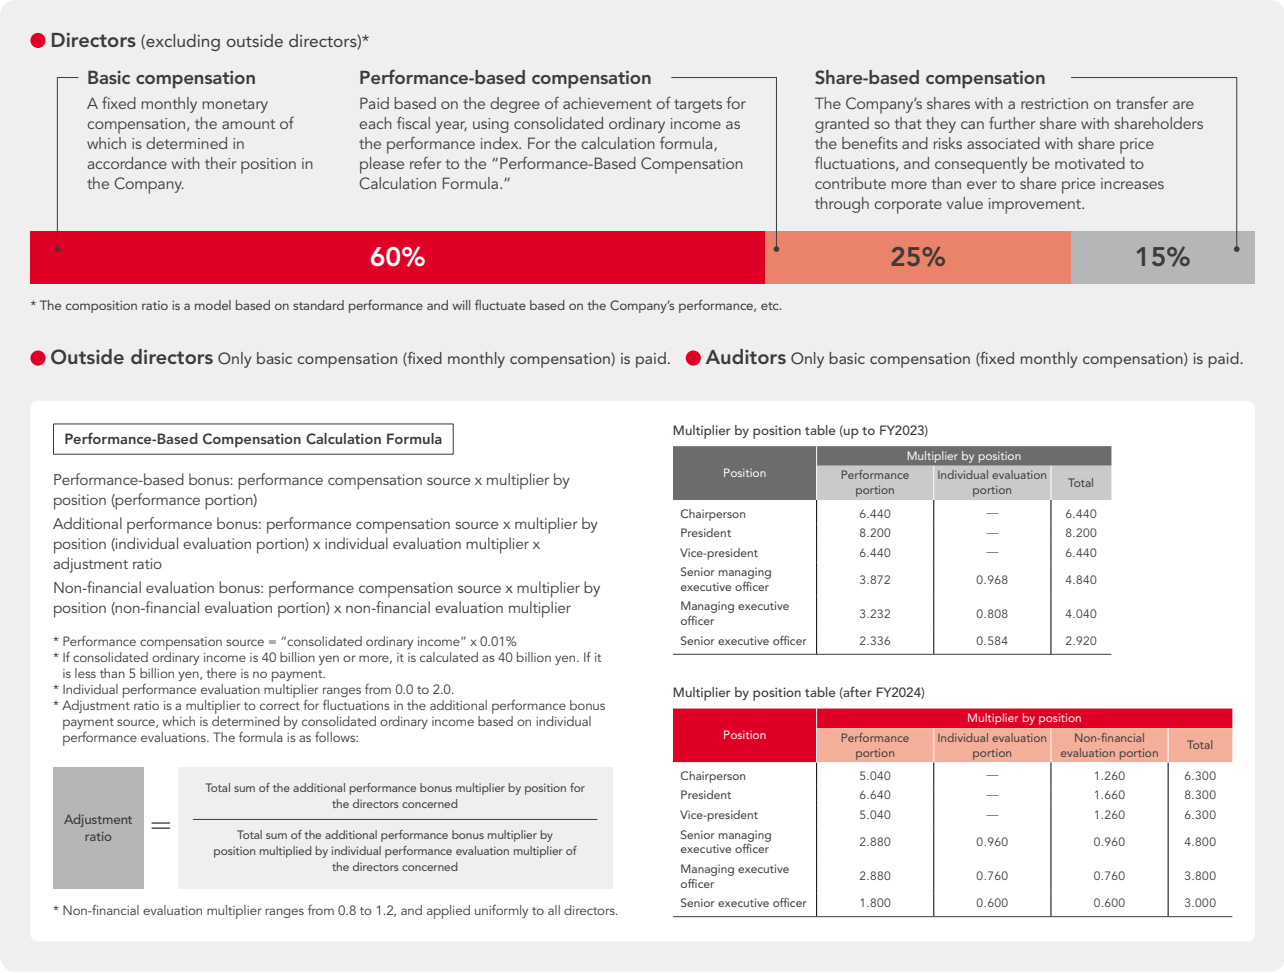 Directors (excluding outside directors)*
Basic compensation
A fixed monthly monetary
compensation, the amount of
which is determined in
accordance with their position in
the Company.
Performance-based compensation
Paid based on the degree of achievement of targets for
each fiscal year, using consolidated ordinary income as
the performance index. For the calculation formula,
please refer to the “Performance-Based Compensation
Calculation Formula.”
Share-based compensation
The Company’s shares with a restriction on transfer are
granted so that they can further share with shareholders
the benefits and risks associated with share price
fluctuations, and consequently be motivated to
contribute more than ever to share price increases
through corporate value improvement.
60%
25%
15%
* The composition ratio is a model based on standard performance and will fluctuate based on the Company’s performance, etc.
Outside directors Only basic compensation (fixed monthly compensation) is paid.
Auditors Only basic compensation (fixed monthly compensation) is paid.
Performance-Based Compensation Calculation Formula
Performance-based bonus: performance compensation source x multiplier by
position (performance portion)
Additional performance bonus: performance compensation source x multiplier by
position (individual evaluation portion) x individual evaluation multiplier x
adjustment ratio
Non-financial evaluation bonus: performance compensation source x multiplier by
position (non-financial evaluation portion) x non-financial evaluation multiplier
* Performance compensation source = “consolidated ordinary income” x 0.01%
* If consolidated ordinary income is 40 billion yen or more, it is calculated as 40 billion yen. If it
is less than 5 billion yen, there is no payment.
* Individual performance evaluation multiplier ranges from 0.0 to 2.0.
* Adjustment ratio is a multiplier to correct for fluctuations in the additional performance bonus
payment source, which is determined by consolidated ordinary income based on individual
performance evaluations. The formula is as follows:
Adjustment
ratio
=
Total sum of the additional performance bonus multiplier by position for
the directors concerned
Total sum of the additional performance bonus multiplier by
position multiplied by individual performance evaluation multiplier of
the directors concerned
* Non-financial evaluation multiplier ranges from 0.8 to 1.2, and applied uniformly to all directors.
Multiplier by position table (up to FY2023)
Position
Multiplier by position
Performance
portion
Individual evaluation
portion
Total
Chairperson 6.440 — 6.440
President 8.200 — 8.200
Vice-president 6.440 — 6.440
Senior managing
executive officer 3.872 0.968 4.840
Managing executive
officer 3.232 0.808 4.040
Senior executive officer 2.336 0.584 2.920
Multiplier by position table (after FY2024)
Position
Multiplier by position
Performance
portion
Individual evaluation
portion
Non-financial
evaluation portion
Total
Chairperson 5.040 — 1.260 6.300
President 6.640 — 1.660 8.300
Vice-president 5.040 — 1.260 6.300
Senior managing
executive officer 2.880 0.960 0.960 4.800
Managing executive
officer 2.880 0.760 0.760 3.800
Senior executive officer 1.800 0.600 0.600 3.000